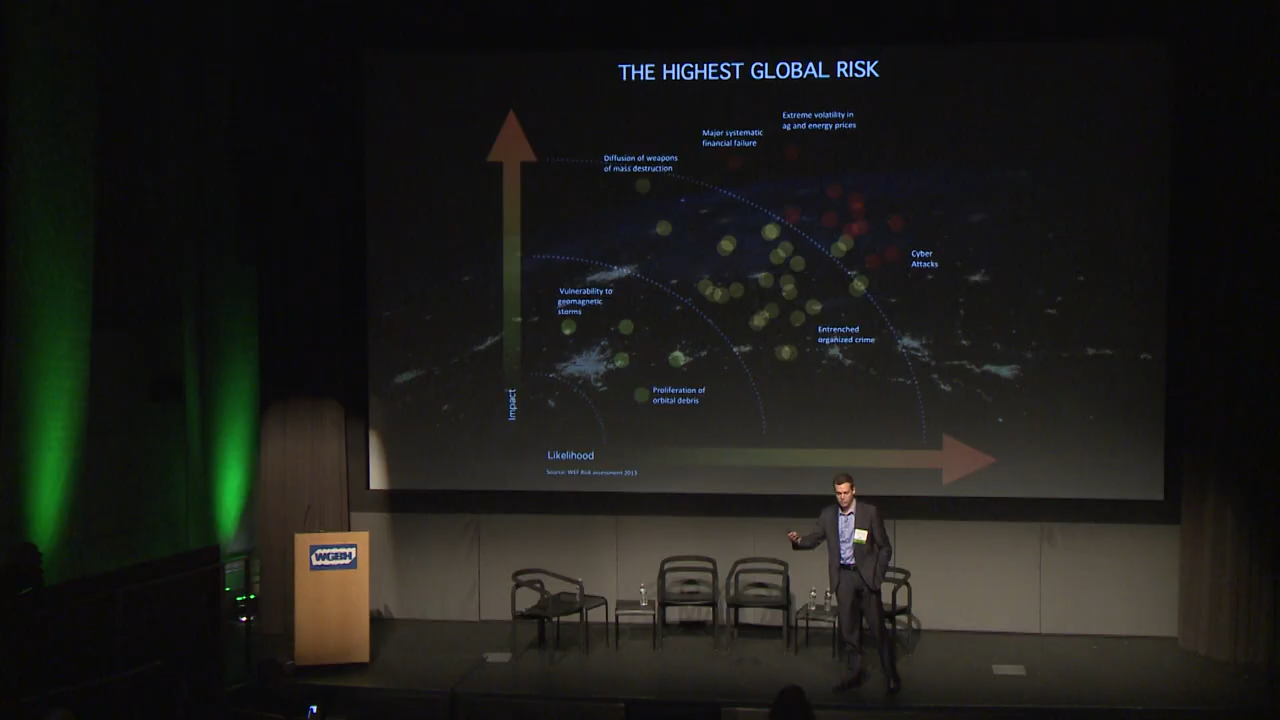 THE HIGHEST GLOBAL RISK
Extreme volatility in
ag and energy prices
Major systematic
financial failure
Diffusion of weapons
of mass destruction
Cyber
Attacks
Vulnerability to
geomagnetic
storms
Entrenched
organized crime
Proliferation of
orbital debris
Impact
Likelihood
Source: WEF Risk assessment 2013
WGBH